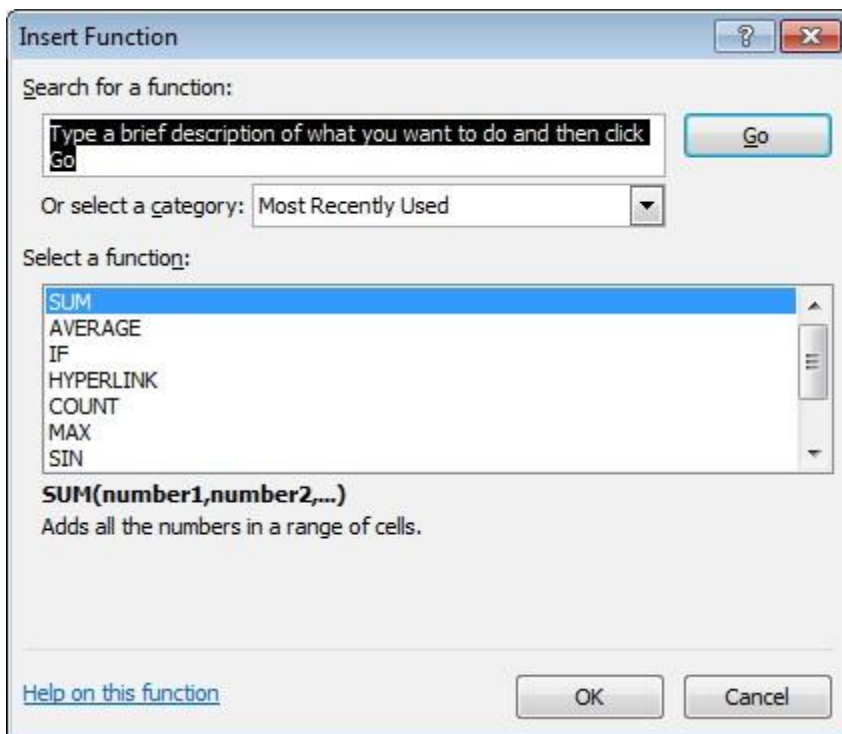 Insert Function
Search for a function:
Type a brief description of what you want to do and then click
Go
Go
Or select a category: Most Recently Used
Select a function:
SUM
AVERAGE
IF
HYPERLINK
COUNT
MAX
SIN
SUM(number1,number2,...)
Adds all the numbers in a range of cells.
Help on this function
OK
Cancel